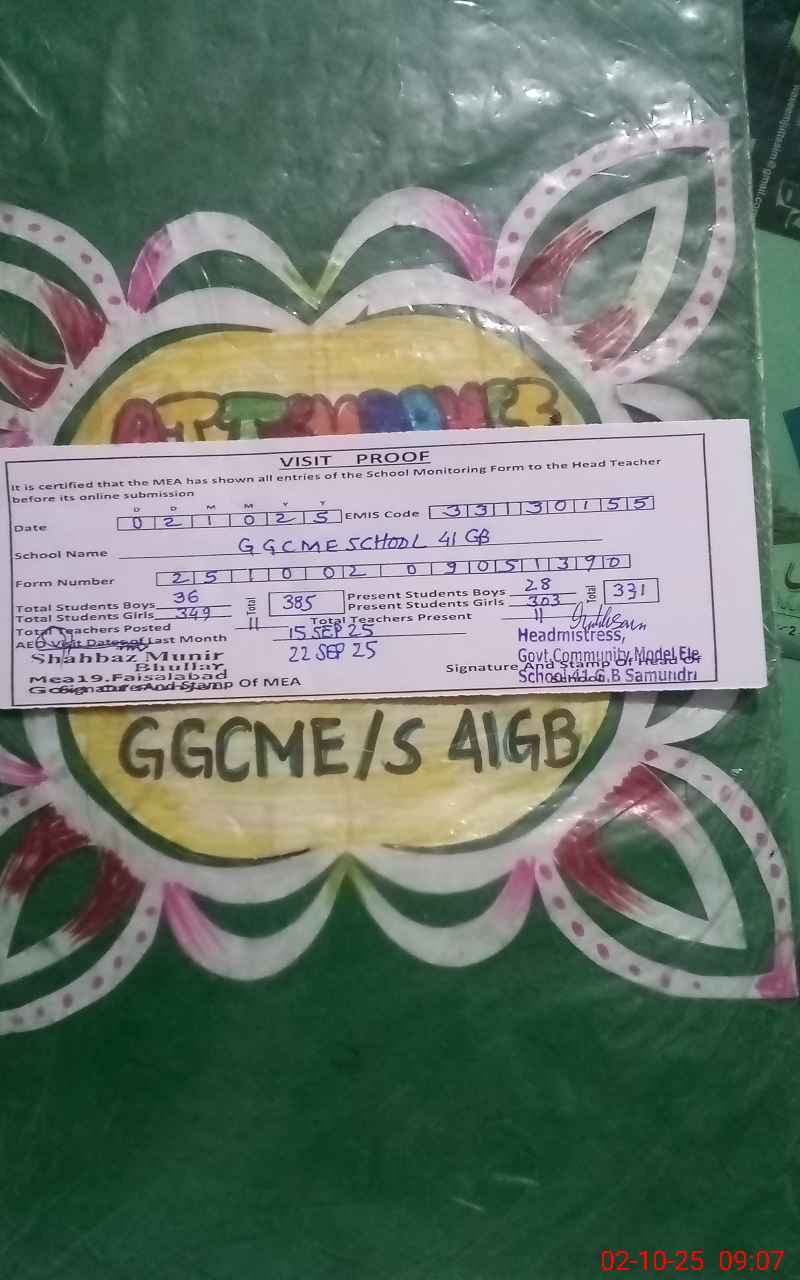 waseemyint@gmail.co
ATTENDANCE
VISIT PROOF
It is certified that the MEA has shown all entries of the School Monitoring Form to the Head Teacher
before its online submission
D D M M Y Y
Date 0 2 1 0 2 5 EMIS Code 3 3 1 3 0 1 5 5
School Name G G C M E SCHOOL 41 GB
Form Number 2 5 1 0 0 2 0 9 0 5 1 3 9 0
Total Students Boys 36 Total 385 Present Students Boys 28 Total 331
Total Students Girls 349 Present Students Girls 303
Total Teachers Posted 11 Total Teachers Present 11
AEO Visit Dates of Last Month 15 SEP 25
22 SEP 25
Shahbaz Munir
Bhullar
Mea19.Faisalabad
Signature And Stamp Of MEA
Headmistress,
Govt.Community Model Ele
School 41 G.B Samundri
Signature And Stamp Of Head Of
School
GGCME/S 41GB
02-10-25 09:07